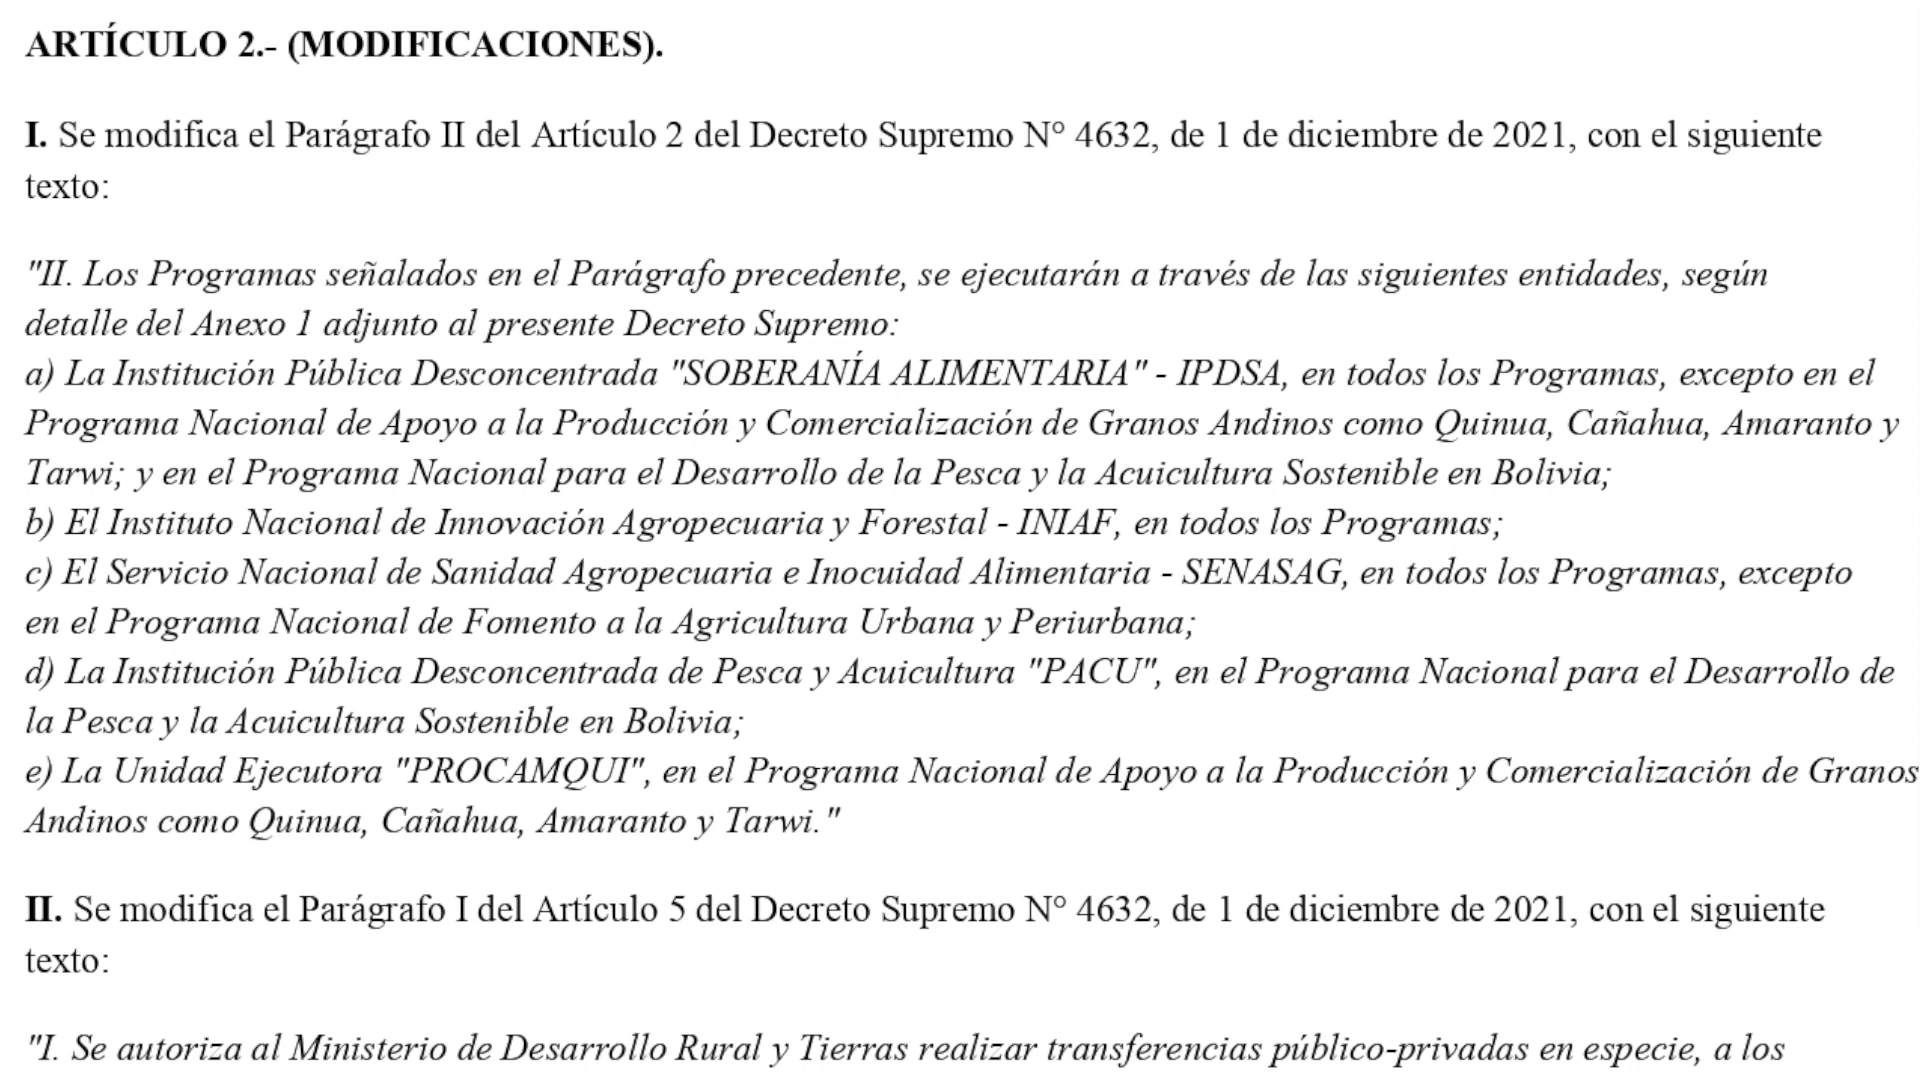 ARTÍCULO 2.- (MODIFICACIONES).
I. Se modifica el Parágrafo II del Artículo 2 del Decreto Supremo N° 4632, de 1 de diciembre de 2021, con el siguiente
texto:
"II. Los Programas señalados en el Parágrafo precedente, se ejecutarán a través de las siguientes entidades, según
detalle del Anexo 1 adjunto al presente Decreto Supremo:
a) La Institución Pública Desconcentrada "SOBERANÍA ALIMENTARIA" - IPDSA, en todos los Programas, excepto en el
Programa Nacional de Apoyo a la Producción y Comercialización de Granos Andinos como Quinua, Cañahua, Amaranto y
Tarwi; y en el Programa Nacional para el Desarrollo de la Pesca y la Acuicultura Sostenible en Bolivia;
b) El Instituto Nacional de Innovación Agropecuaria y Forestal - INIAF, en todos los Programas;
c) El Servicio Nacional de Sanidad Agropecuaria e Inocuidad Alimentaria - SENASAG, en todos los Programas, excepto
en el Programa Nacional de Fomento a la Agricultura Urbana y Periurbana;
d) La Institución Pública Desconcentrada de Pesca y Acuicultura "PACU", en el Programa Nacional para el Desarrollo de
la Pesca y la Acuicultura Sostenible en Bolivia;
e) La Unidad Ejecutora "PROCAMQUI", en el Programa Nacional de Apoyo a la Producción y Comercialización de Granos
Andinos como Quinua, Cañahua, Amaranto y Tarwi."
II. Se modifica el Parágrafo I del Artículo 5 del Decreto Supremo N° 4632, de 1 de diciembre de 2021, con el siguiente
texto:
"I. Se autoriza al Ministerio de Desarrollo Rural y Tierras realizar transferencias público-privadas en especie, a los